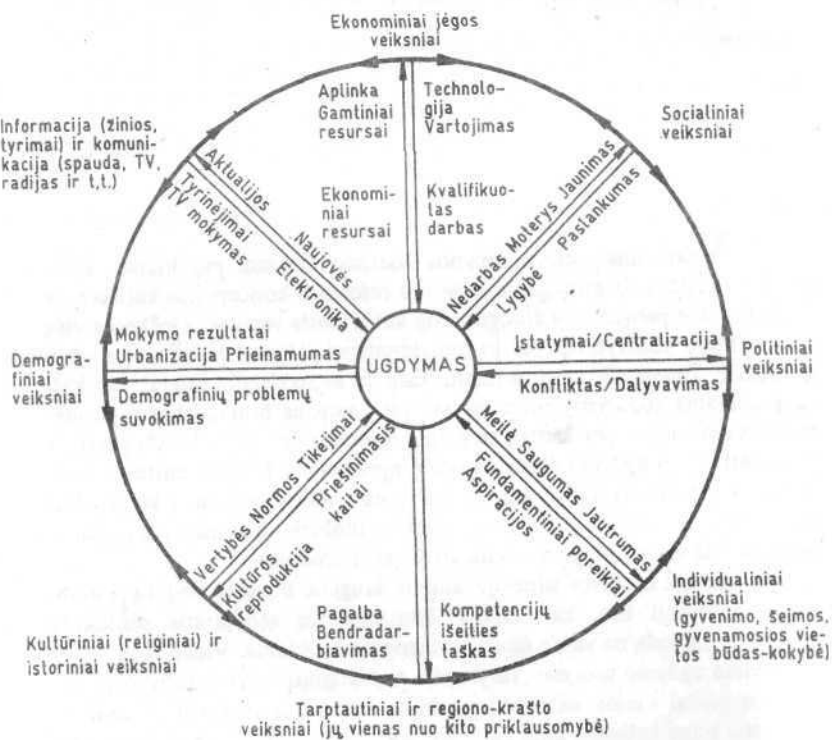 Ekonominiai jėgos
veiksniai
Aplinka
Gamtiniai
resursai
Technolo-
gija
Vartojimas
Ekonomi-
niai
resursai
Kvalifikuo-
tas
darbas
Socialiniai
veiksniai
Nedarbas Moterys Jaunimas
Lygybė Paslankumas
Politiniai
veiksniai
Įstatymai/Centralizacija
Konfliktas/Dalyvavimas
Individualiniai
veiksniai
(gyvenimo, šeimos,
gyvenamosios vie-
tos būdas-kokybė)
Meilė Saugumas Jautrumas
Fundamentiniai poreikiai
Aspiracijos
Tarptautiniai ir regiono-krašto
veiksniai (jų vienas nuo kito priklausomybė)
Pagalba
Bendradar-
biavimas
Kompetencijų
išeities
taškas
Kultūriniai (religiniai) ir
istoriniai veiksniai
Vertybės Normos Tikėjimai
Priešinimasis
kaitai
Kultūros
reprodukcija
Demogra-
finiai
veiksniai
Mokymo rezultatai
Urbanizacija Prieinamumas
Demografinių problemų
suvokimas
Informacija (žinios,
tyrimai) ir komuni-
kacija (spauda, TV,
radijas ir t,t.)
Aktualijos Naujovės
Tyrinėjimai Elektronika
TV mokymas
UGDYMAS